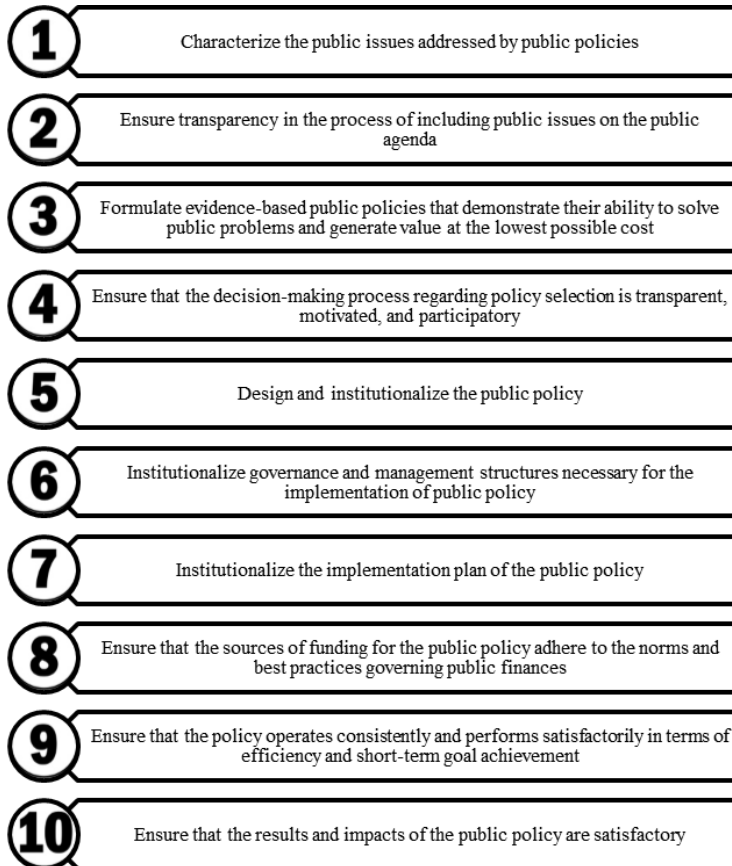 1
Characterize the public issues addressed by public policies
2
Ensure transparency in the process of including public issues on the public
agenda
3
Formulate evidence-based public policies that demonstrate their ability to solve
public problems and generate value at the lowest possible cost
4
Ensure that the decision-making process regarding policy selection is transparent,
motivated, and participatory
5
Design and institutionalize the public policy
6
Institutionalize governance and management structures necessary for the
implementation of public policy
7
Institutionalize the implementation plan of the public policy
8
Ensure that the sources of funding for the public policy adhere to the norms and
best practices governing public finances
9
Ensure that the policy operates consistently and performs satisfactorily in terms of
efficiency and short-term goal achievement
10
Ensure that the results and impacts of the public policy are satisfactory